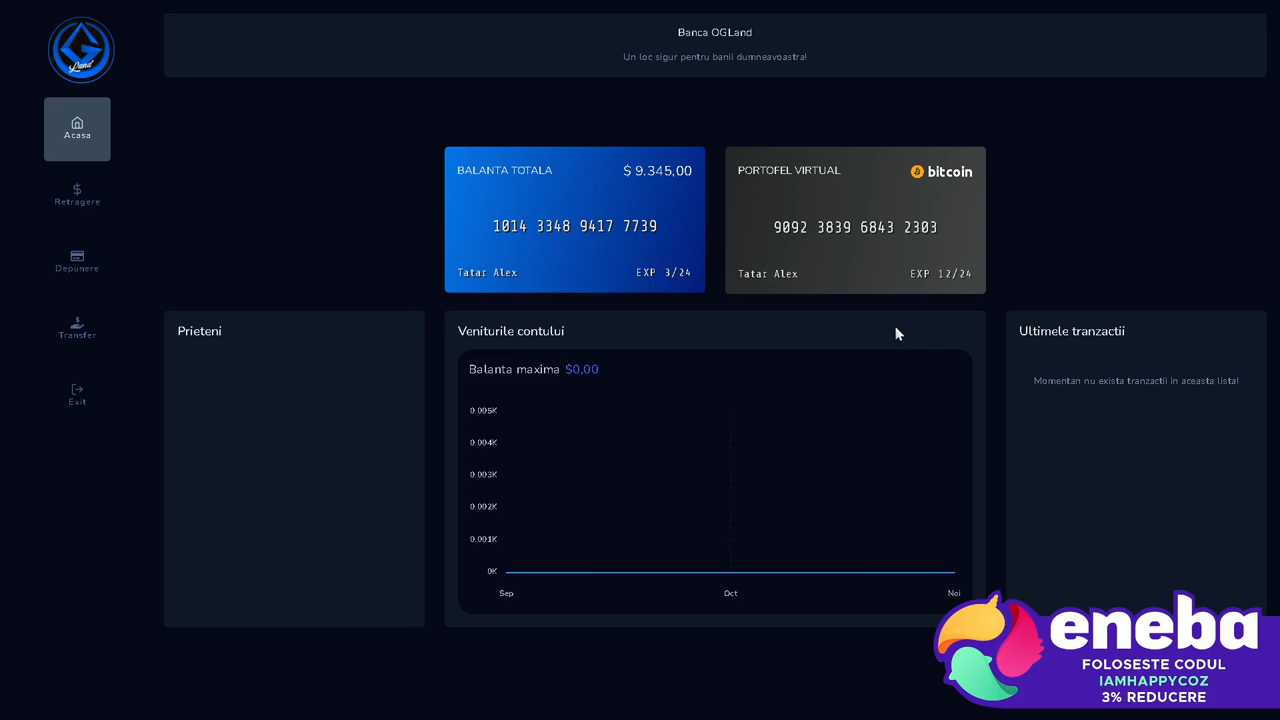 Land
Banca OGLand
Un loc sigur pentru banii dumneavoastra!
Acasa
Retragere
Depunere
Transfer
Exit
BALANTA TOTALA
$ 9.345,00
1014 3348 9417 7739
Tatar Alex
EXP 3/24
PORTOFEL VIRTUAL
bitcoin
9092 3839 6843 2303
Tatar Alex
EXP 12/24
Prieteni
Veniturile contului
Balanta maxima $0,00
0.005K
0.004K
0.003K
0.002K
0.001K
0K
Sep
Oct
Noi
Ultimele tranzactii
Momentan nu exista tranzactii in aceasta lista!
eneba
FOLOSESTE CODUL
IAMHAPPYCOZ
3% REDUCERE